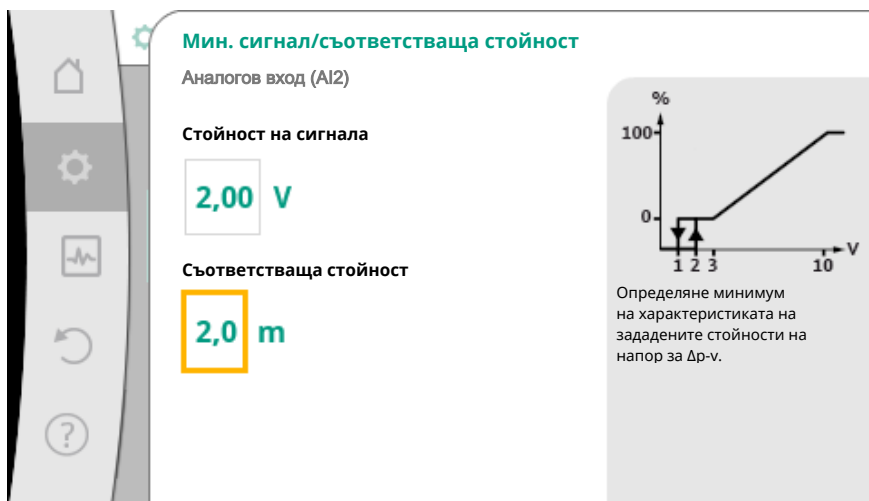 Мин. сигнал/съответстваща стойност
Аналогов вход (AI2)
Стойност на сигнала
2,00 V
Съответстваща стойност
2,0 m
%
100
0
1 2 3 10 V
Определяне минимум
на характеристиката на
зададените стойности на
напор за Δp-v.
?